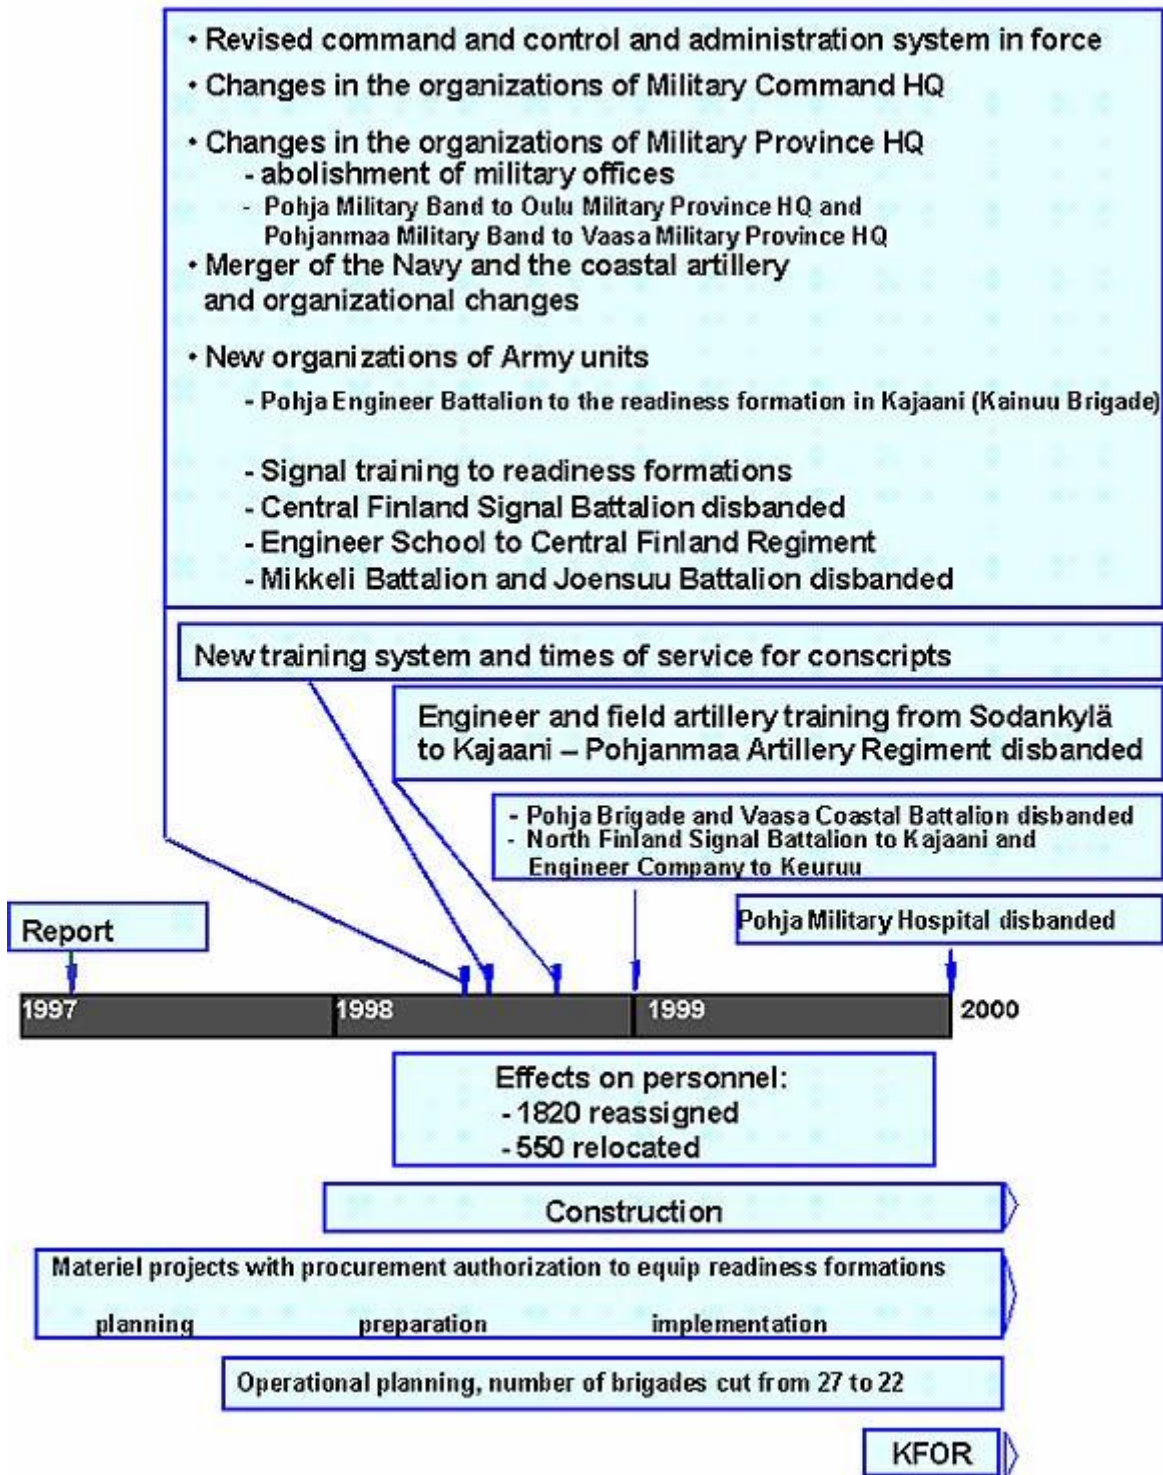 • Revised command and control and administration system in force
• Changes in the organizations of Military Command HQ
• Changes in the organizations of Military Province HQ
- abolishment of military offices
- Pohja Military Band to Oulu Military Province HQ and
Pohjanmaa Military Band to Vaasa Military Province HQ
• Merger of the Navy and the coastal artillery
and organizational changes
• New organizations of Army units
- Pohja Engineer Battalion to the readiness formation in Kajaani (Kainuu Brigade)
- Signal training to readiness formations
- Central Finland Signal Battalion disbanded
- Engineer School to Central Finland Regiment
- Mikkeli Battalion and Joensuu Battalion disbanded
New training system and times of service for conscripts
Engineer and field artillery training from Sodankylä
to Kajaani – Pohjanmaa Artillery Regiment disbanded
- Pohja Brigade and Vaasa Coastal Battalion disbanded
- North Finland Signal Battalion to Kajaani and
Engineer Company to Keuruu
Pohja Military Hospital disbanded
Report
1997 1998 1999 2000
Effects on personnel:
- 1820 reassigned
- 550 relocated
Construction
Materiel projects with procurement authorization to equip readiness formations
planning preparation implementation
Operational planning, number of brigades cut from 27 to 22
KFOR